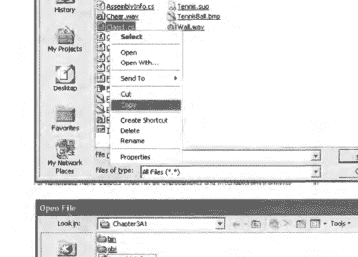 History
My Projects
Desktop
Favorites
My Network
Places
AssemblyInfo.cs
Cheer.wav
Tennis.suo
TennisBall.bmp
Wall.wav
Select
Open
Open With...
Send To
Cut
Copy
Create Shortcut
Delete
Rename
Properties
File
Files of type: All Files (*.*)
Open File
Look in: Chapter3A1
Tools
bin
obj